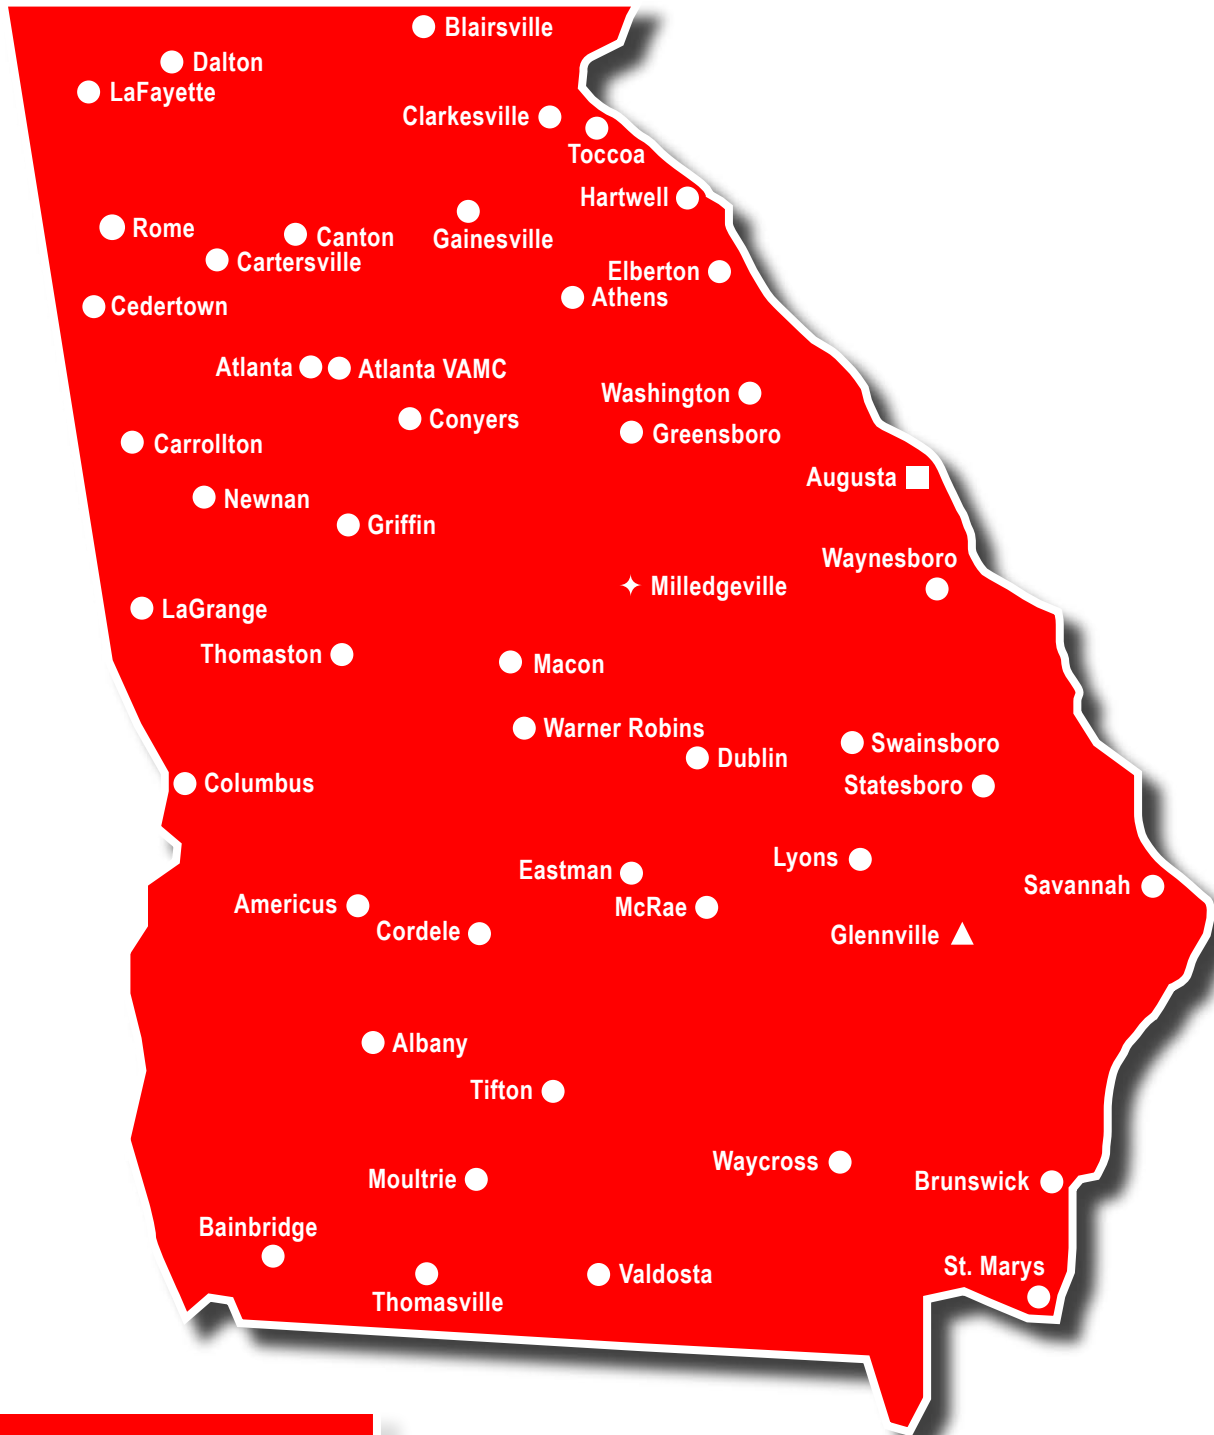 Blairsville
Dalton
LaFayette
Clarkesville
Toccoa
Hartwell
Rome
Canton
Gainesville
Cartersville
Elberton
Athens
Cedertown
Atlanta
Atlanta VAMC
Washington
Conyers
Greensboro
Carrollton
Augusta
Newnan
Griffin
Waynesboro
Milledgeville
LaGrange
Thomaston
Macon
Warner Robins
Swainsboro
Dublin
Columbus
Statesboro
Lyons
Eastman
Savannah
Americus
McRae
Cordele
Glennville
Albany
Tifton
Waycross
Moultrie
Brunswick
Bainbridge
St. Marys
Valdosta
Thomasville